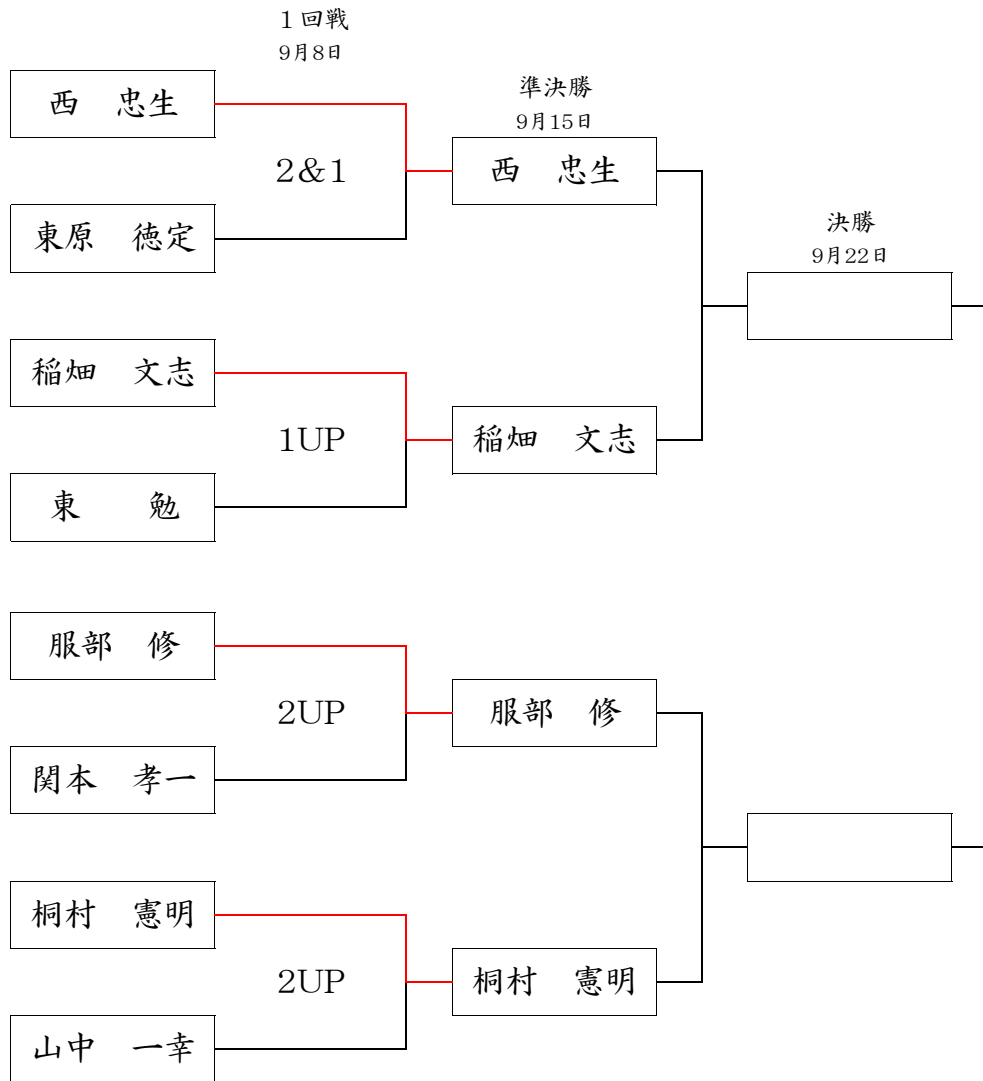 １回戦
9月8日
西　忠生
2&1
東原　徳定
準決勝
9月15日
西　忠生
決勝
9月22日
稲畑　文志
1UP
東　　勉
稲畑　文志
服部　修
2UP
関本　孝一
服部　修
桐村　憲明
2UP
山中　一幸
桐村　憲明